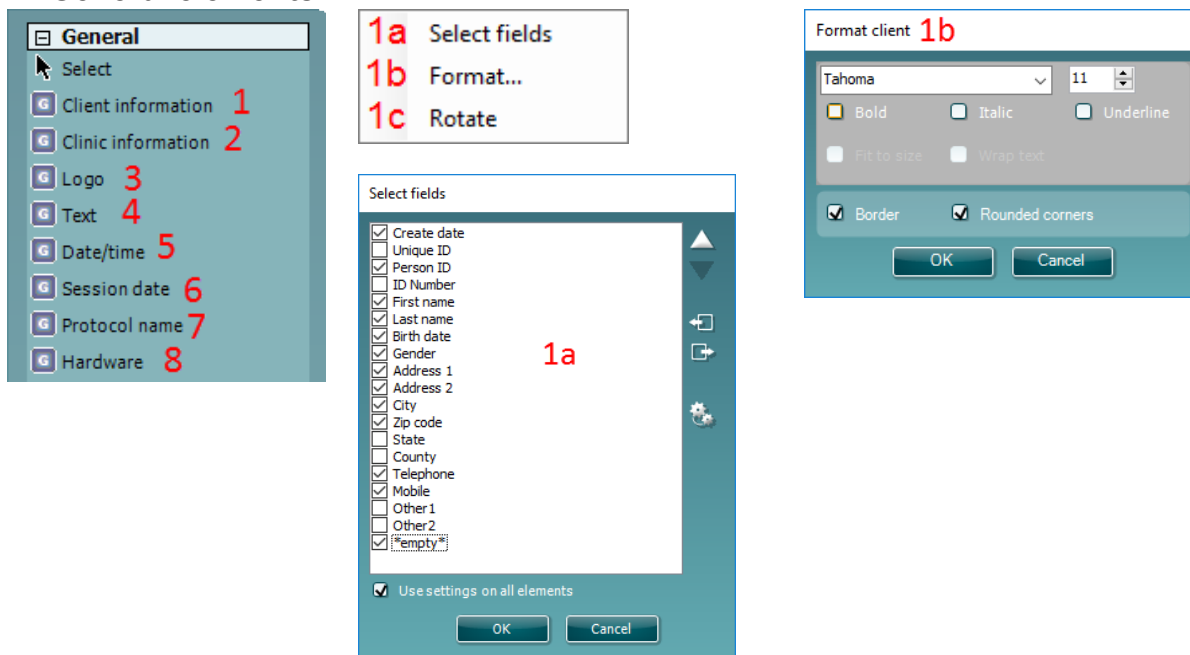 General
Select
Client information 1
Clinic information 2
Logo 3
Text 4
Date/time 5
Session date 6
Protocol name 7
Hardware 8
1a Select fields
1b Format...
1c Rotate
Select fields
Create date
Unique ID
Person ID
ID Number
First name
Last name
Birth date
Gender
1a
Address 1
Address 2
City
Zip code
State
County
Telephone
Mobile
Other1
Other2
*empty*
Use settings on all elements
OK Cancel
Format client 1b
Tahoma 11
Bold Italic Underline
Fit to size Wrap text
Border Rounded corners
OK Cancel